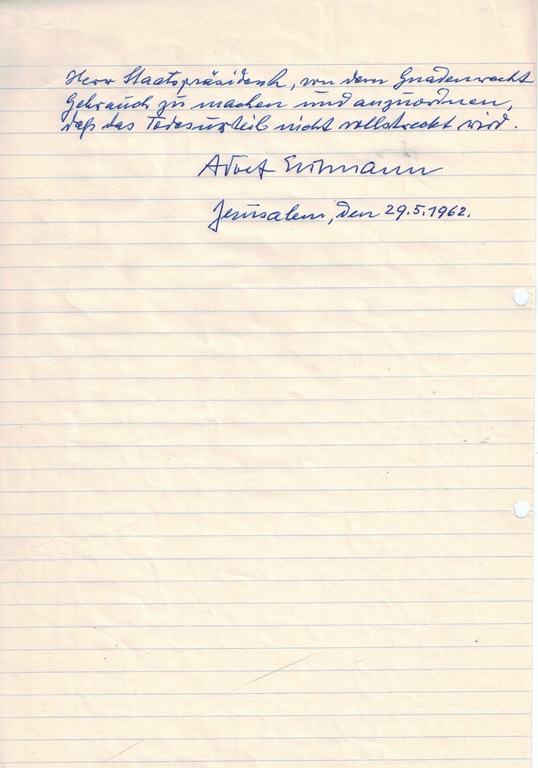 Herr Staatspräsident, von dem Gnadenrecht
Gebrauch zu machen und anzuordnen,
daß das Todesurteil nicht vollstreckt wird.
Adolf Eichmann
Jerusalem, den 29.5.1962.